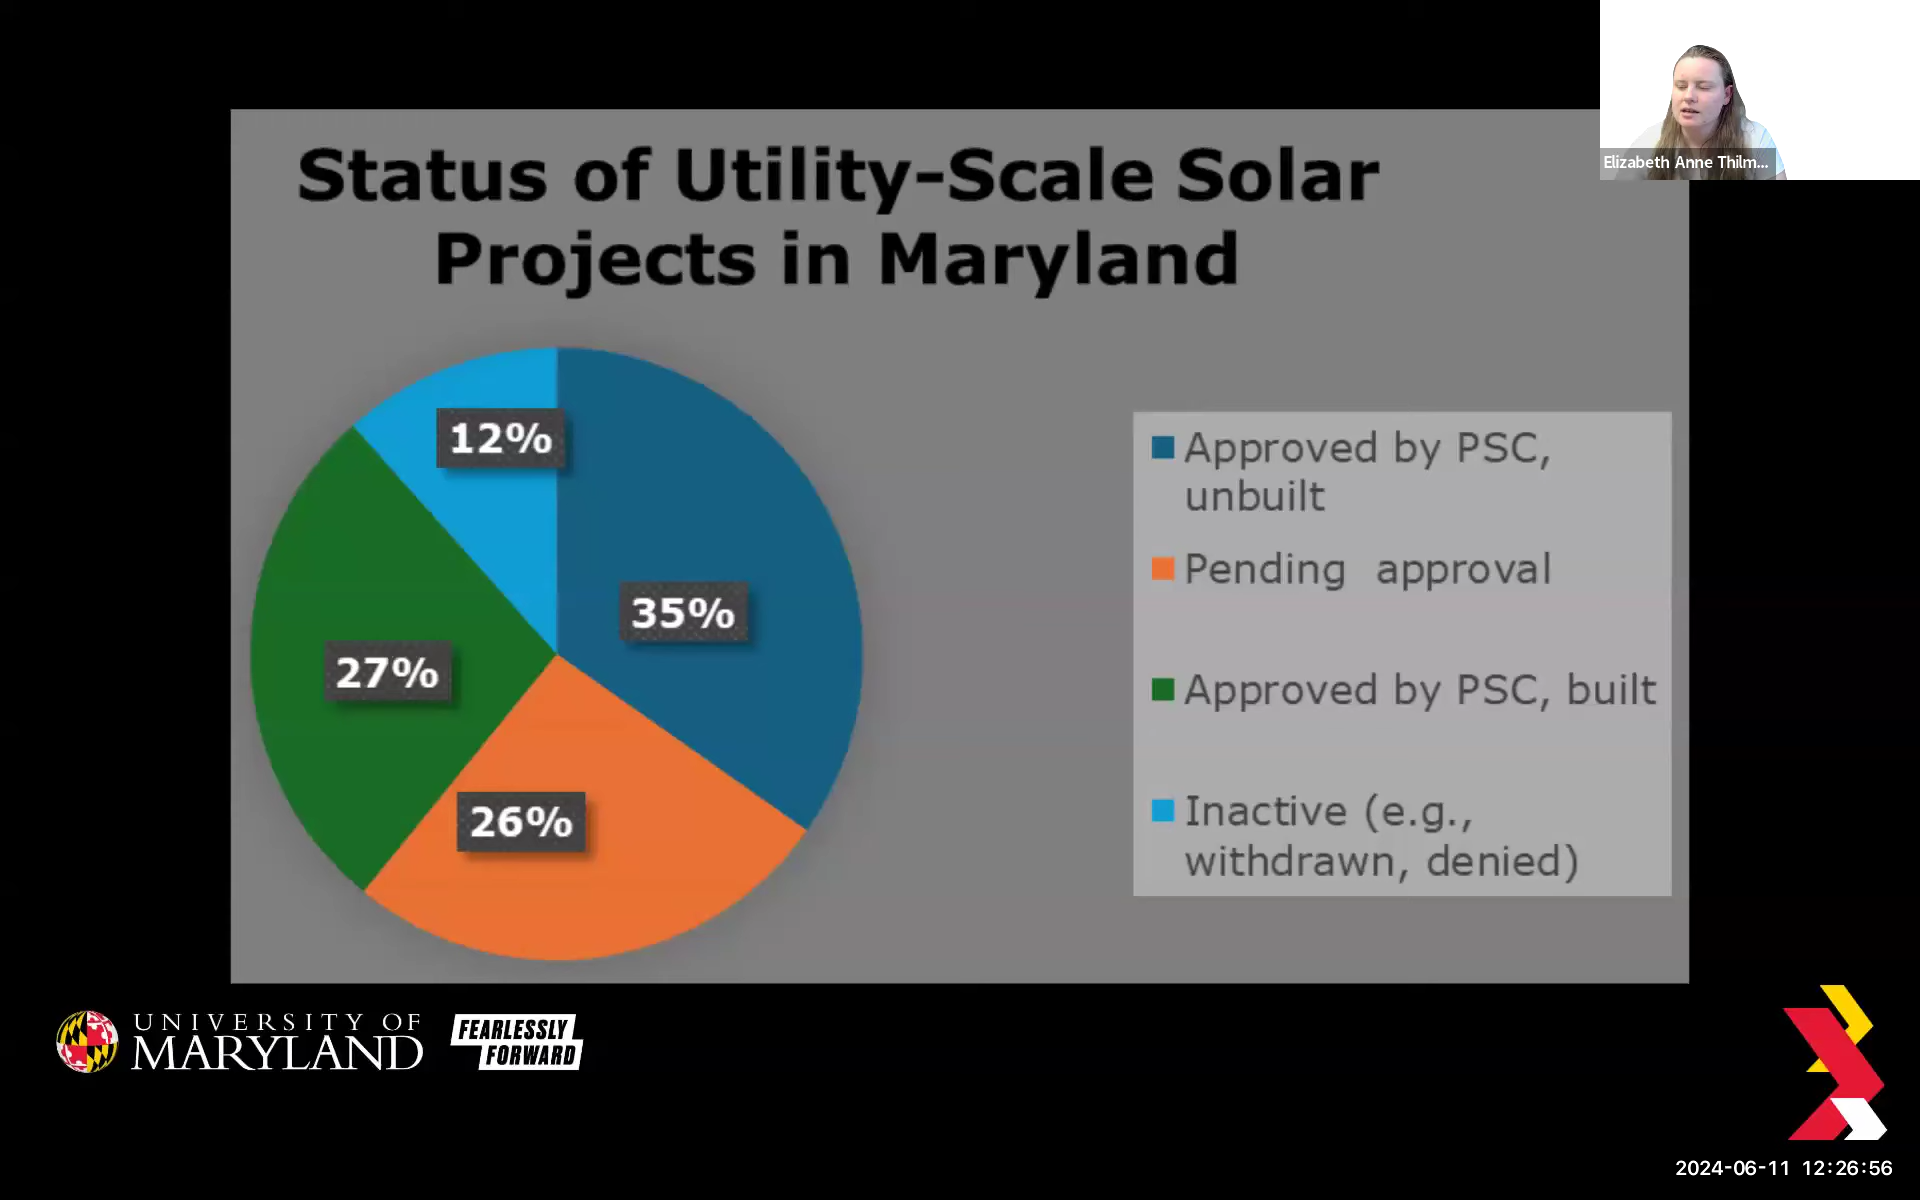 Elizabeth Anne Thilm...
Status of Utility-Scale Solar
Projects in Maryland
12%
35%
27%
26%
Approved by PSC,
unbuilt
Pending approval
Approved by PSC, built
Inactive (e.g.,
withdrawn, denied)
UNIVERSITY OF
MARYLAND
FEARLESSLY
FORWARD
2024-06-11 12:26:56